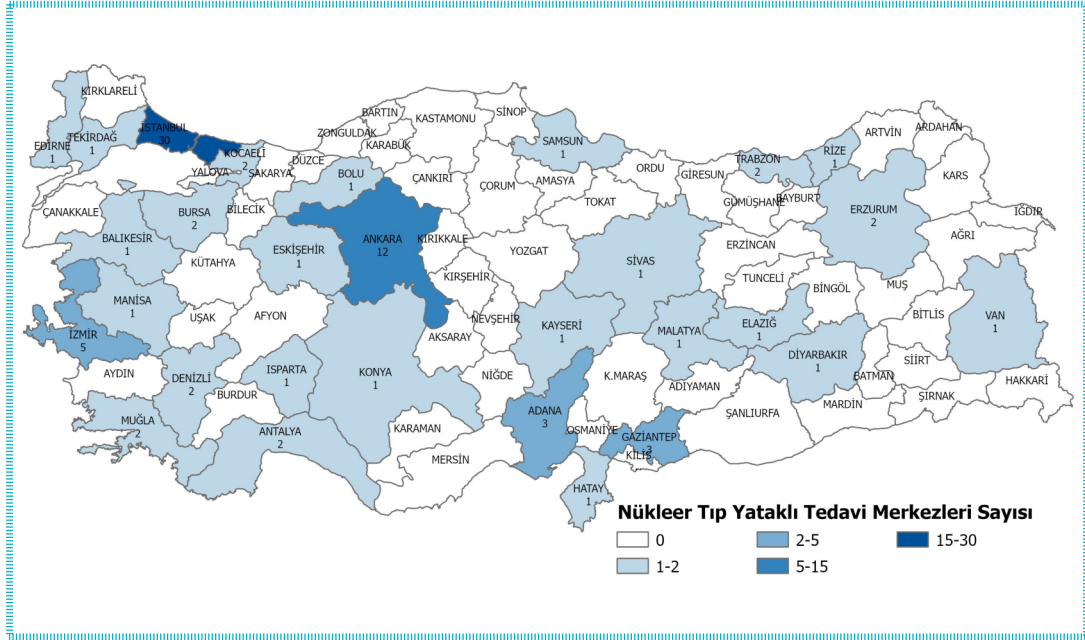 KIRKLARELİ
EDİRNE
1
TEKİRDAĞ
1
İSTANBUL
30
KOCAELİ
2
YALOVA
SAKARYA
DÜZCE
ZONGULDAK
BARTIN
KARABÜK
KASTAMONU
SİNOP
SAMSUN
1
ORDU
GİRESUN
TRABZON
2
RİZE
1
ARTVİN
ARDAHAN
KARS
IĞDIR
AĞRI
ÇANAKKALE
BALIKESİR
1
BURSA
2
BİLECİK
BOLU
1
ÇANKIRI
ÇORUM
AMASYA
TOKAT
GÜMÜŞHANE
BAYBURT
ERZURUM
2
ERZİNCAN
KÜTAHYA
ESKİŞEHİR
1
ANKARA
12
KIRIKKALE
YOZGAT
SİVAS
1
TUNCELİ
BİNGÖL
MUŞ
BİTLİS
VAN
1
MANİSA
1
İZMİR
5
UŞAK
AFYON
KIRŞEHİR
NEVŞEHİR
AKSARAY
KAYSERİ
1
MALATYA
1
ELAZIĞ
1
DİYARBAKIR
1
BATMAN
SİİRT
ŞIRNAK
HAKKARİ
AYDIN
DENİZLİ
2
ISPARTA
1
BURDUR
KONYA
1
NİĞDE
K.MARAŞ
ADIYAMAN
ŞANLIURFA
MARDİN
MUĞLA
2
ANTALYA
2
KARAMAN
MERSİN
ADANA
3
OSMANİYE
GAZİANTEP
3
KİLİS
HATAY
1
Nükleer Tıp Yataklı Tedavi Merkezleri Sayısı
0
2-5
15-30
1-2
5-15